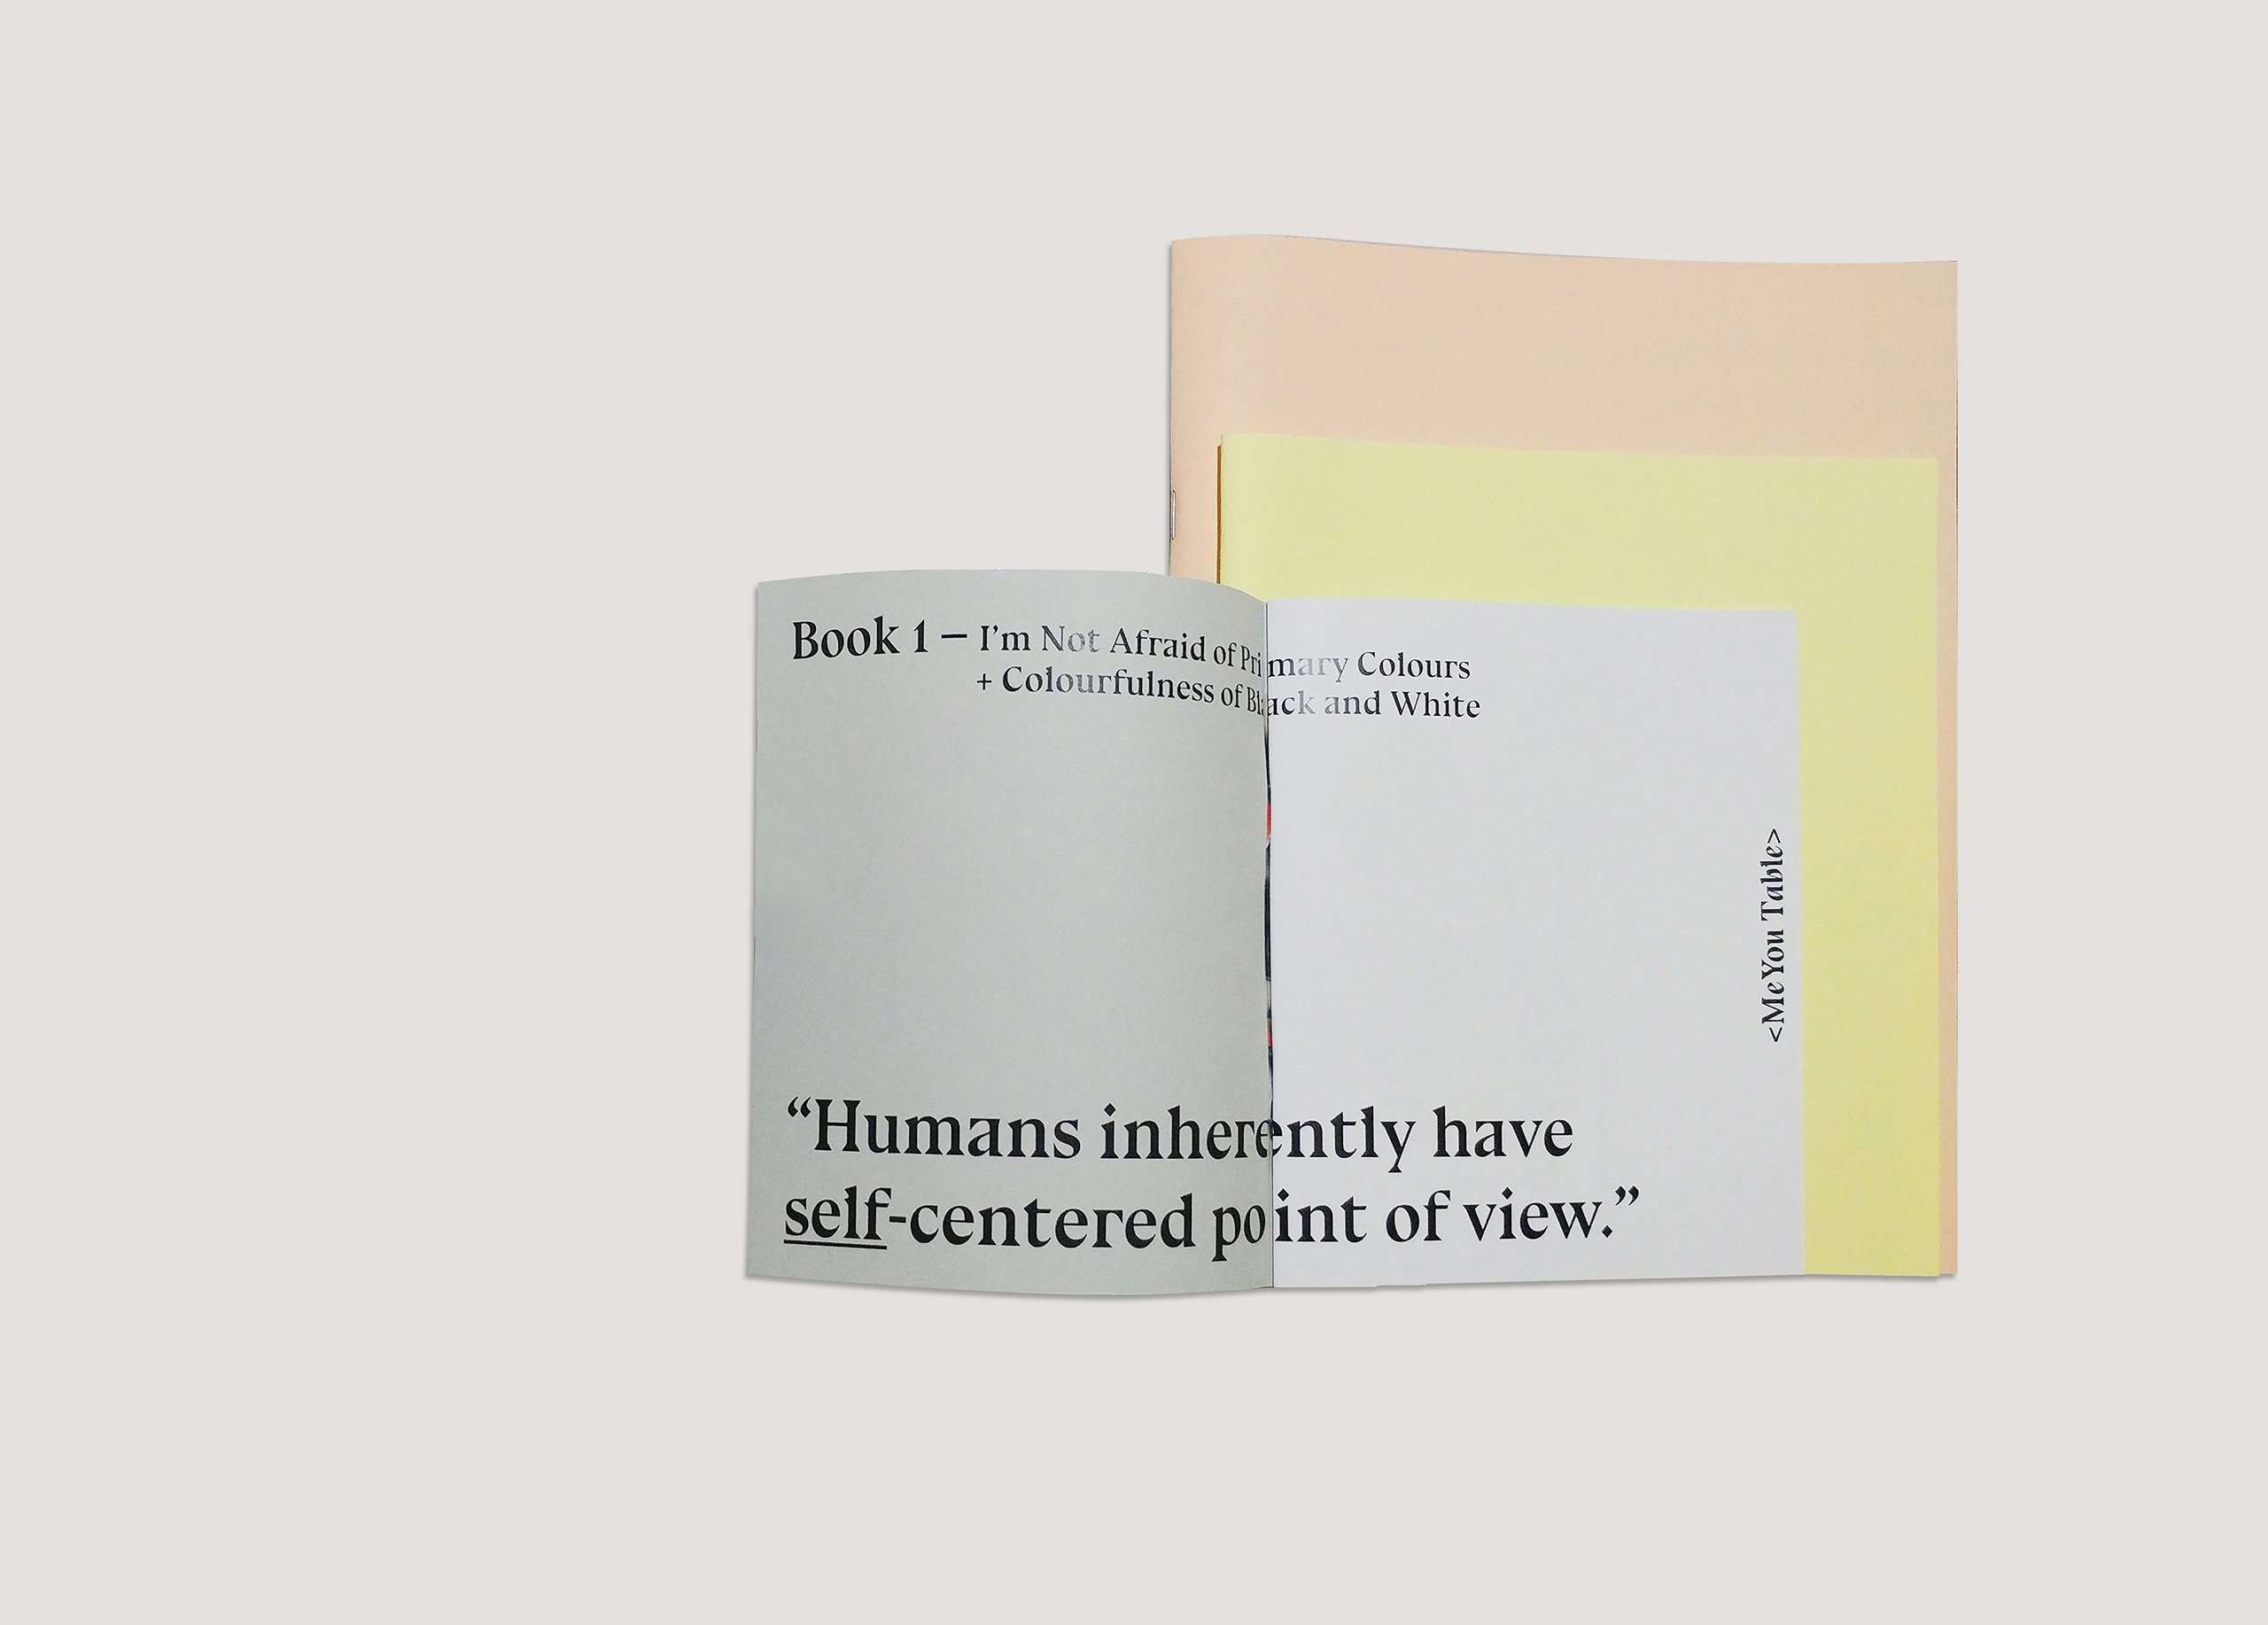 Book 1 – I’m Not Afraid of Primary Colours
+ Colourfulness of Black and White
<MeYou Table>
“Humans inherently have
self-centered point of view.”